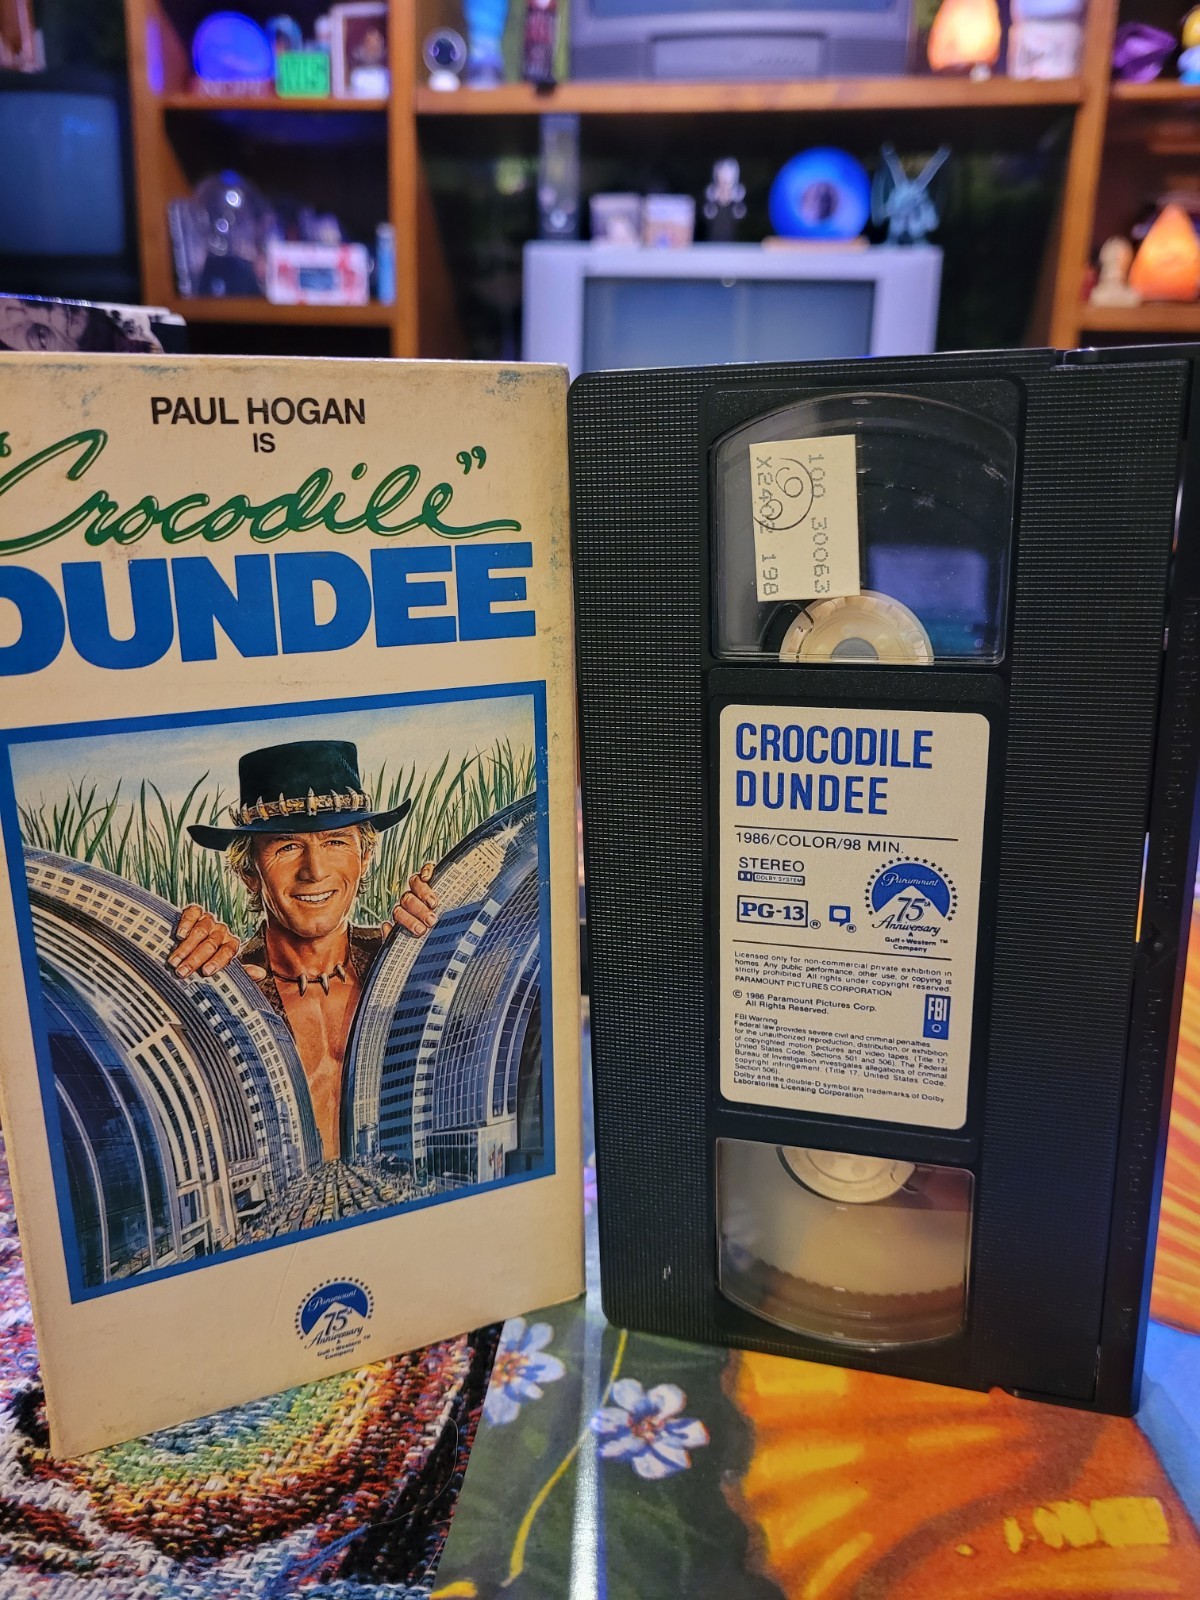 PAUL HOGAN
IS
"Crocodile"
DUNDEE
Paramount
75th
Anniversary
A
Gulf+Western
Company
TM
6
100 30063
X2402 198
CROCODILE
DUNDEE
1986/COLOR/98 MIN.
STEREO
DOLBY SYSTEM
PG-13 ®
®
Paramount
75th
Anniversary
A
Gulf+Western TM
Company
Licensed only for non-commercial private exhibition in
homes. Any public performance, other use, or copying is
strictly prohibited. All rights under copyright reserved.
PARAMOUNT PICTURES CORPORATION
© 1986 Paramount Pictures Corp.
All Rights Reserved.
FBI
FBI Warning
Federal law provides severe civil and criminal penalties
for the unauthorized reproduction, distribution, or exhibition
of copyrighted motion pictures and video tapes. (Title 17,
United States Code, Sections 501 and 506). The Federal
Bureau of Investigation investigates allegations of criminal
copyright infringement. (Title 17, United States Code,
Section 506).
Dolby and the double-D symbol are trademarks of Dolby
Laboratories Licensing Corporation.